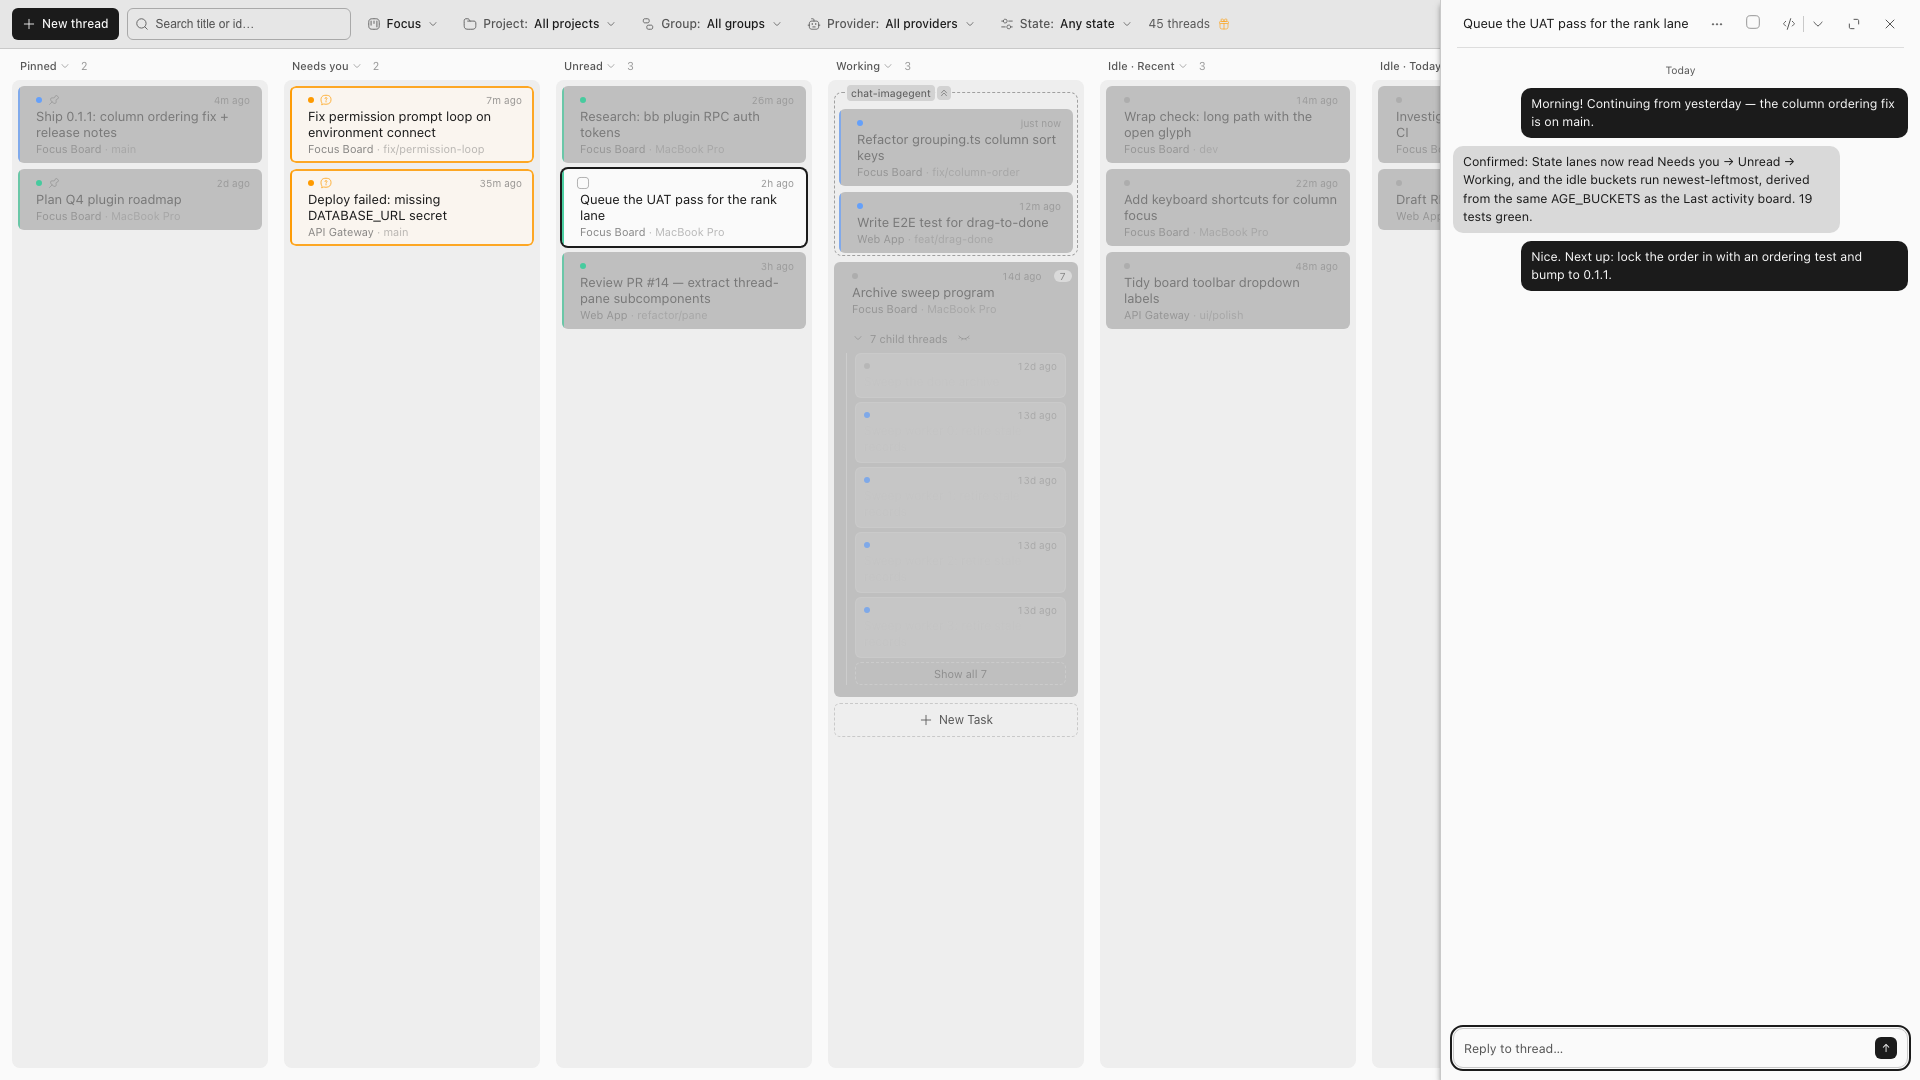 New thread
Search title or id…
Focus
Project: All projects
Group: All groups
Provider: All providers
State: Any state
45 threads
Pinned 2
4m ago
Ship 0.1.1: column ordering fix +
release notes
Focus Board · main
2d ago
Plan Q4 plugin roadmap
Focus Board · MacBook Pro
Needs you 2
7m ago
Fix permission prompt loop on
environment connect
Focus Board · fix/permission-loop
35m ago
Deploy failed: missing
DATABASE_URL secret
API Gateway · main
Unread 3
26m ago
Research: bb plugin RPC auth
tokens
Focus Board · MacBook Pro
2h ago
Queue the UAT pass for the rank
lane
Focus Board · MacBook Pro
3h ago
Review PR #14 — extract thread-
pane subcomponents
Web App · refactor/pane
Working 3
chat-imagegent
just now
Refactor grouping.ts column sort
keys
Focus Board · fix/column-order
12m ago
Write E2E test for drag-to-done
Web App · feat/drag-done
14d ago 7
Archive sweep program
Focus Board · MacBook Pro
7 child threads
12d ago
13d ago
13d ago
13d ago
13d ago
Show all 7
New Task
Idle · Recent 3
14m ago
Wrap check: long path with the
open glyph
Focus Board · dev
22m ago
Add keyboard shortcuts for column
focus
Focus Board · MacBook Pro
48m ago
Tidy board toolbar dropdown
labels
API Gateway · ui/polish
Idle · Today
Investig
CI
Focus B
Draft R
Web App
Queue the UAT pass for the rank lane
Today
Morning! Continuing from yesterday — the column ordering fix
is on main.
Confirmed: State lanes now read Needs you → Unread →
Working, and the idle buckets run newest-leftmost, derived
from the same AGE_BUCKETS as the Last activity board. 19
tests green.
Nice. Next up: lock the order in with an ordering test and
bump to 0.1.1.
Reply to thread…